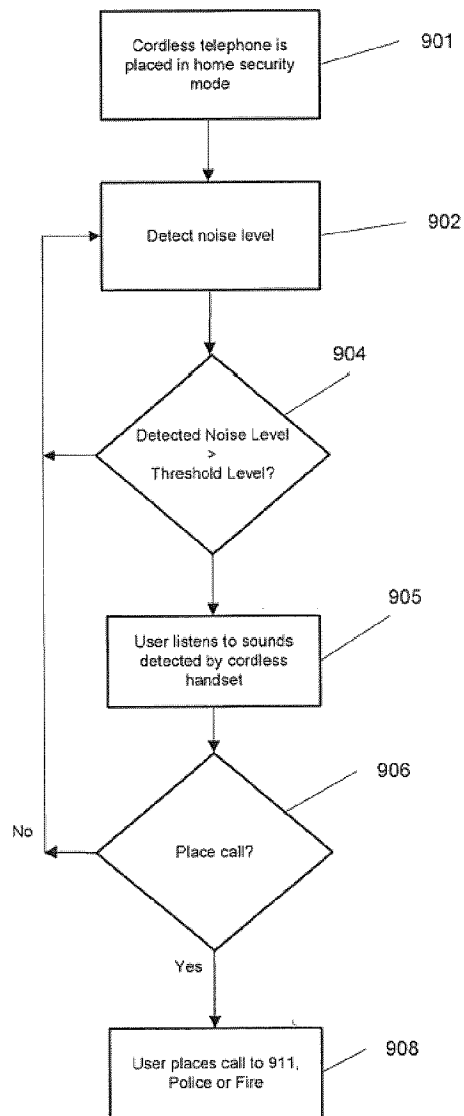 Cordless telephone is
placed in home security
mode
901
Detect noise level
902
904
Detected Noise Level
>
Threshold Level?
905
User listens to sounds
detected by cordless
handset
906
Place call?
No
Yes
User places call to 911,
Police or Fire
908